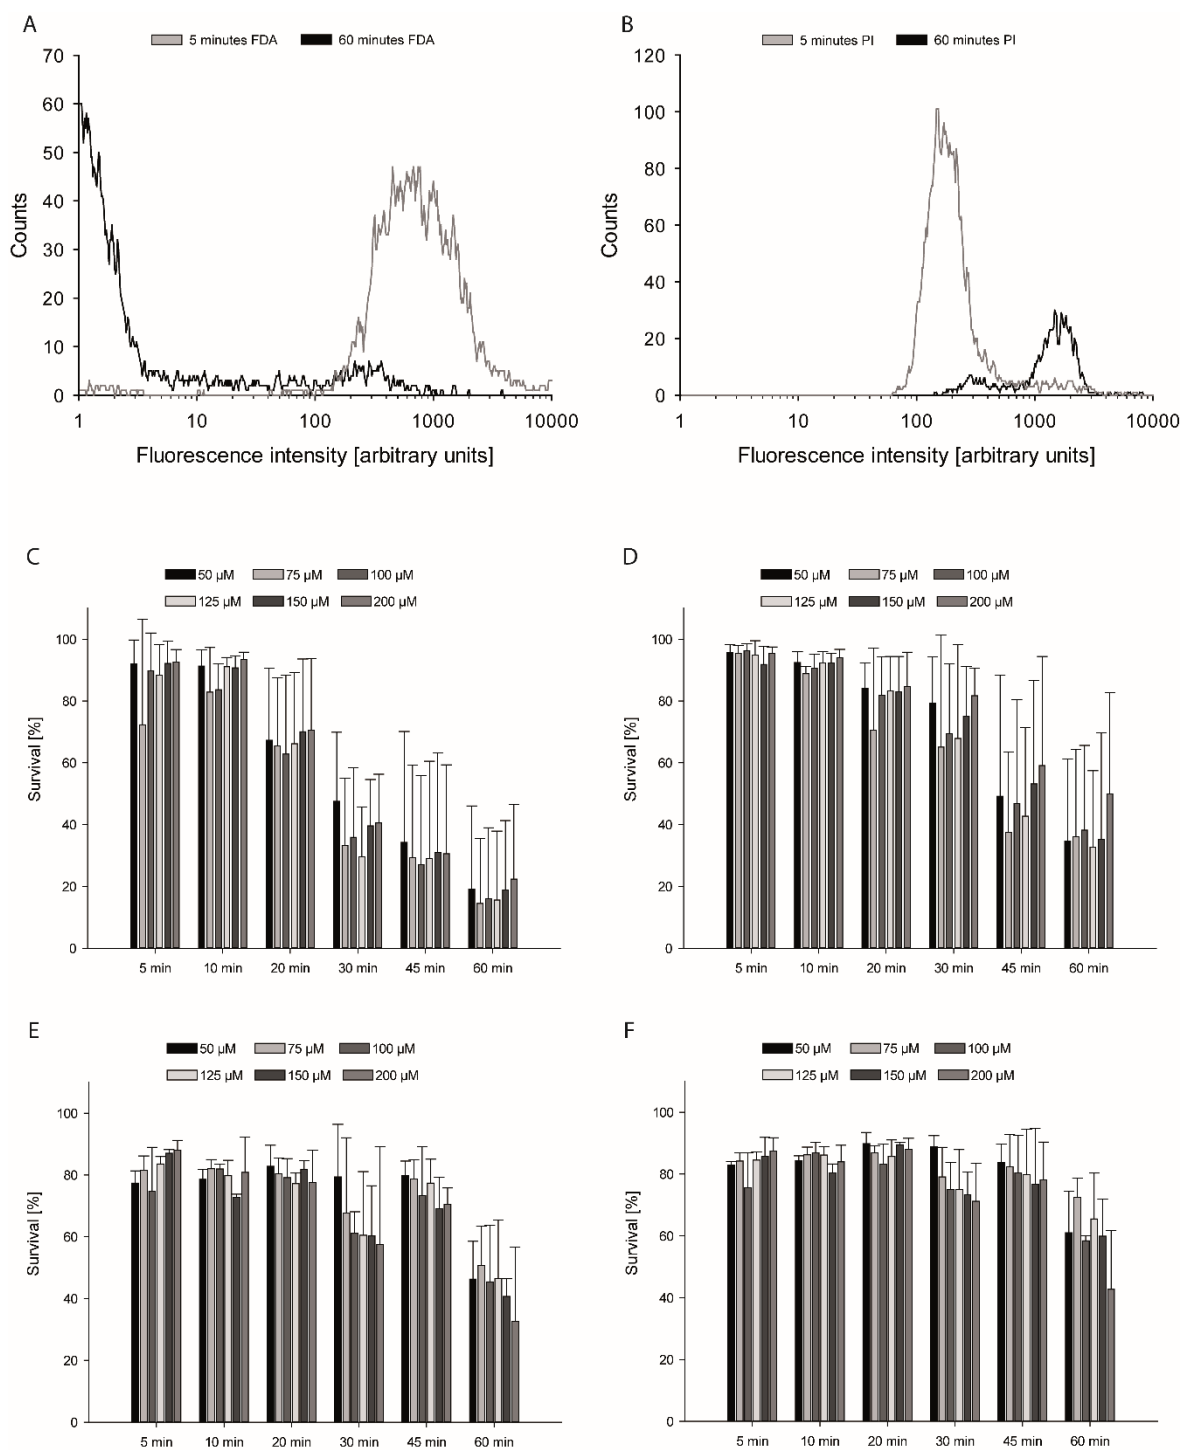 A
5 minutes FDA 60 minutes FDA
70
60
50
40
30
20
10
0
Counts
1 10 100 1000 10000
Fluorescence intensity [arbitrary units]
B
5 minutes PI 60 minutes PI
120
100
80
60
40
20
0
Counts
1 10 100 1000 10000
Fluorescence intensity [arbitrary units]
C
50 µM 75 µM 100 µM
125 µM 150 µM 200 µM
100
80
60
40
20
0
Survival [%]
5 min 10 min 20 min 30 min 45 min 60 min
D
50 µM 75 µM 100 µM
125 µM 150 µM 200 µM
100
80
60
40
20
0
Survival [%]
5 min 10 min 20 min 30 min 45 min 60 min
E
50 µM 75 µM 100 µM
125 µM 150 µM 200 µM
100
80
60
40
20
0
Survival [%]
5 min 10 min 20 min 30 min 45 min 60 min
F
50 µM 75 µM 100 µM
125 µM 150 µM 200 µM
100
80
60
40
20
0
Survival [%]
5 min 10 min 20 min 30 min 45 min 60 min